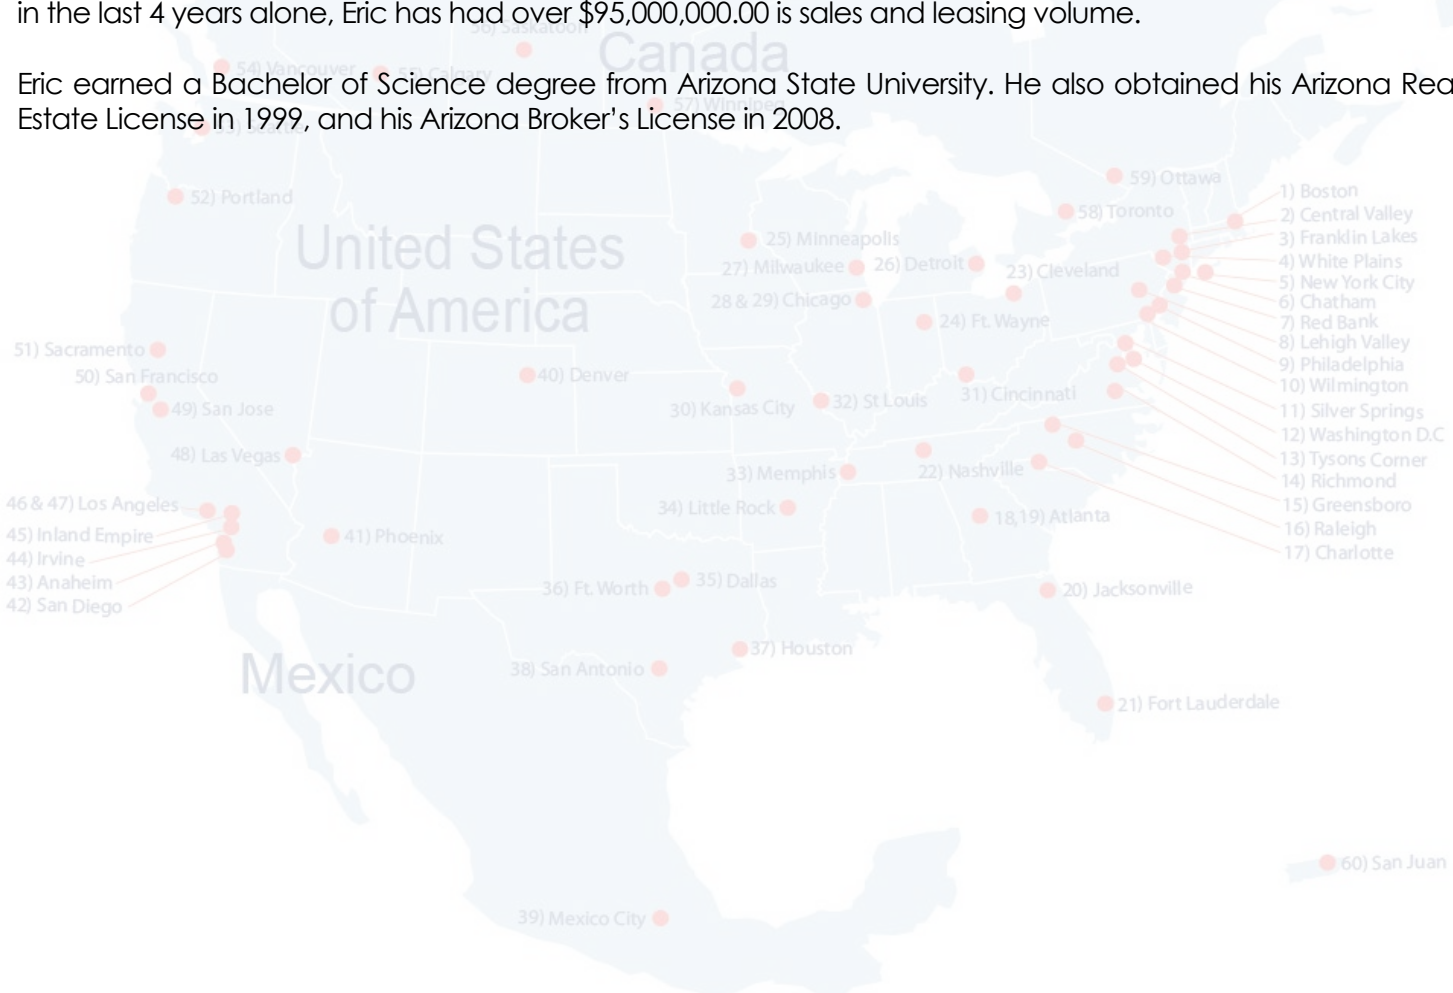 in the last 4 years alone, Eric has had over $95,000,000.00 is sales and leasing volume.
56) Saskatoon
Canada
54) Vancouver
55) Calgary
Eric earned a Bachelor of Science degree from Arizona State University. He also obtained his Arizona Rea
57) Winnipeg
Estate License in 1999, and his Arizona Broker’s License in 2008.
53) Seattle
59) Ottawa
52) Portland
58) Toronto
1) Boston
2) Central Valley
3) Franklin Lakes
4) White Plains
5) New York City
6) Chatham
7) Red Bank
8) Lehigh Valley
9) Philadelphia
10) Wilmington
11) Silver Springs
12) Washington D.C
13) Tysons Corner
14) Richmond
15) Greensboro
16) Raleigh
17) Charlotte
United States
of America
25) Minneapolis
27) Milwaukee
26) Detroit
23) Cleveland
28 & 29) Chicago
24) Ft. Wayne
51) Sacramento
50) San Francisco
49) San Jose
40) Denver
30) Kansas City
32) St Louis
31) Cincinnati
48) Las Vegas
33) Memphis
22) Nashville
46 & 47) Los Angeles
45) Inland Empire
44) Irvine
43) Anaheim
42) San Diego
41) Phoenix
34) Little Rock
18,19) Atlanta
36) Ft. Worth
35) Dallas
20) Jacksonville
37) Houston
38) San Antonio
Mexico
21) Fort Lauderdale
60) San Juan
39) Mexico City